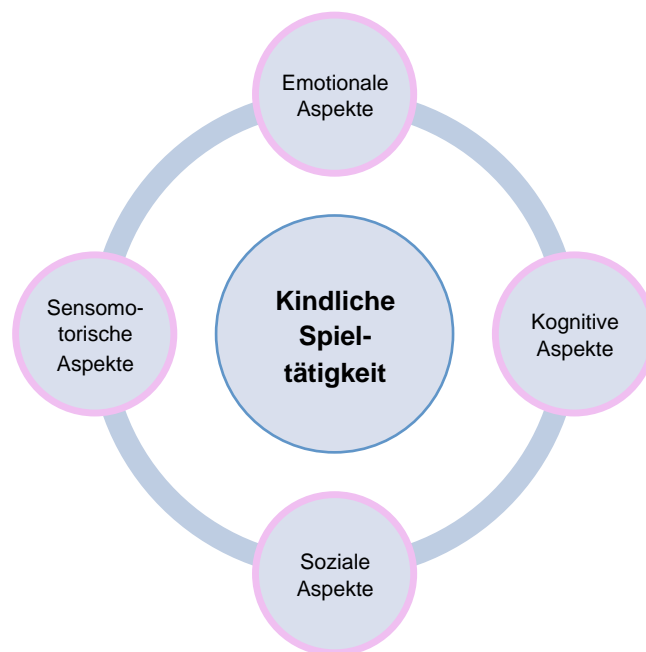 Emotionale
Aspekte
Sensomo-
torische
Aspekte
Kindliche
Spiel-
tätigkeit
Kognitive
Aspekte
Soziale
Aspekte